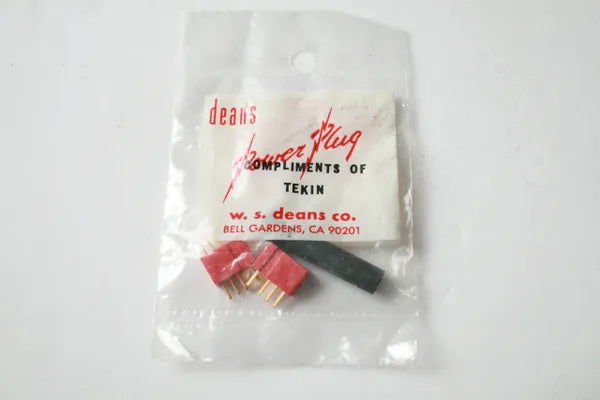 deans
Power Plug
COMPLIMENTS OF
TEKIN
w. s. deans co.
BELL GARDENS, CA 90201